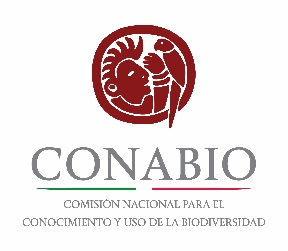 CONABIO
COMISIÓN NACIONAL PARA EL
CONOCIMIENTO Y USO DE LA BIODIVERSIDAD